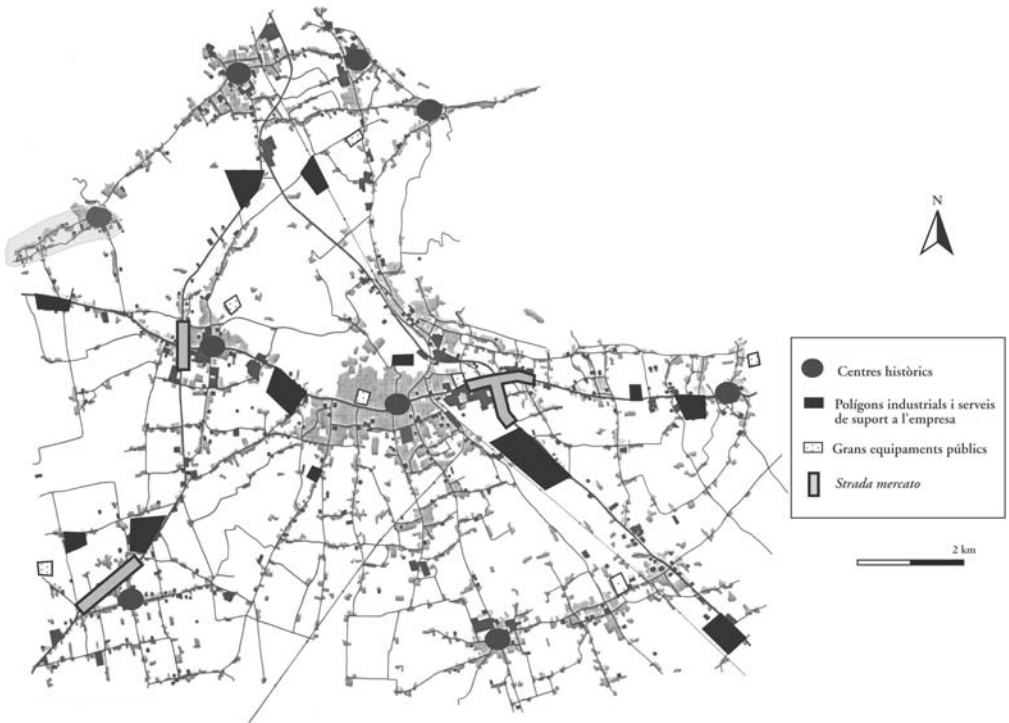 N
Centres històrics
Polígons industrials i serveis
de suport a l'empresa
Grans equipaments públics
Strada mercato
2 km